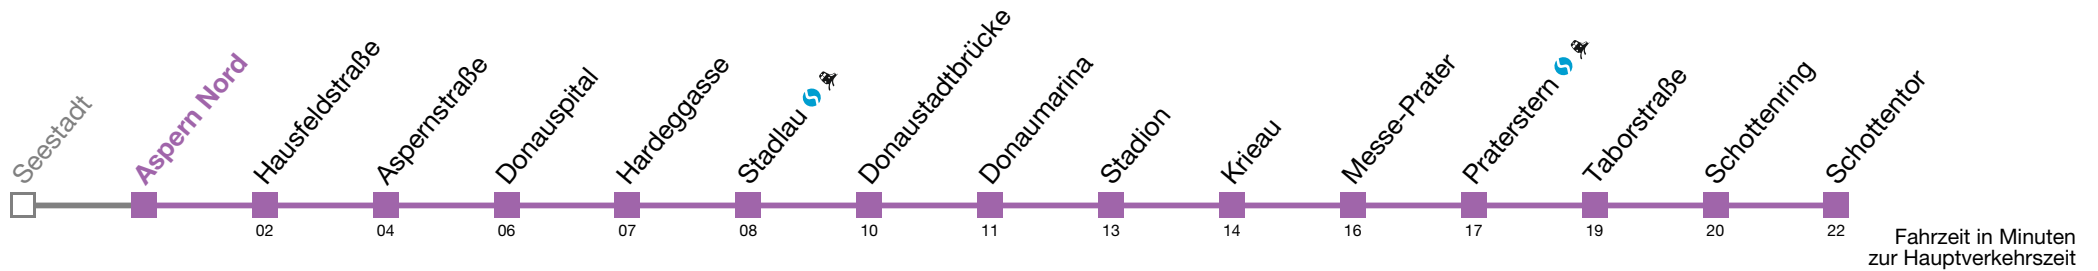 Seestadt
Aspern Nord
Hausfeldstraße
Aspernstraße
Donauspital
Hardeggasse
Stadlau
Donaustadtbrücke
Donaumarina
Stadion
Krieau
Messe-Prater
Praterstern
Taborstraße
Schottenring
Schottentor
02 04 06 07 08 10 11 13 14 16 17 19 20 22
Fahrzeit in Minuten
zur Hauptverkehrszeit